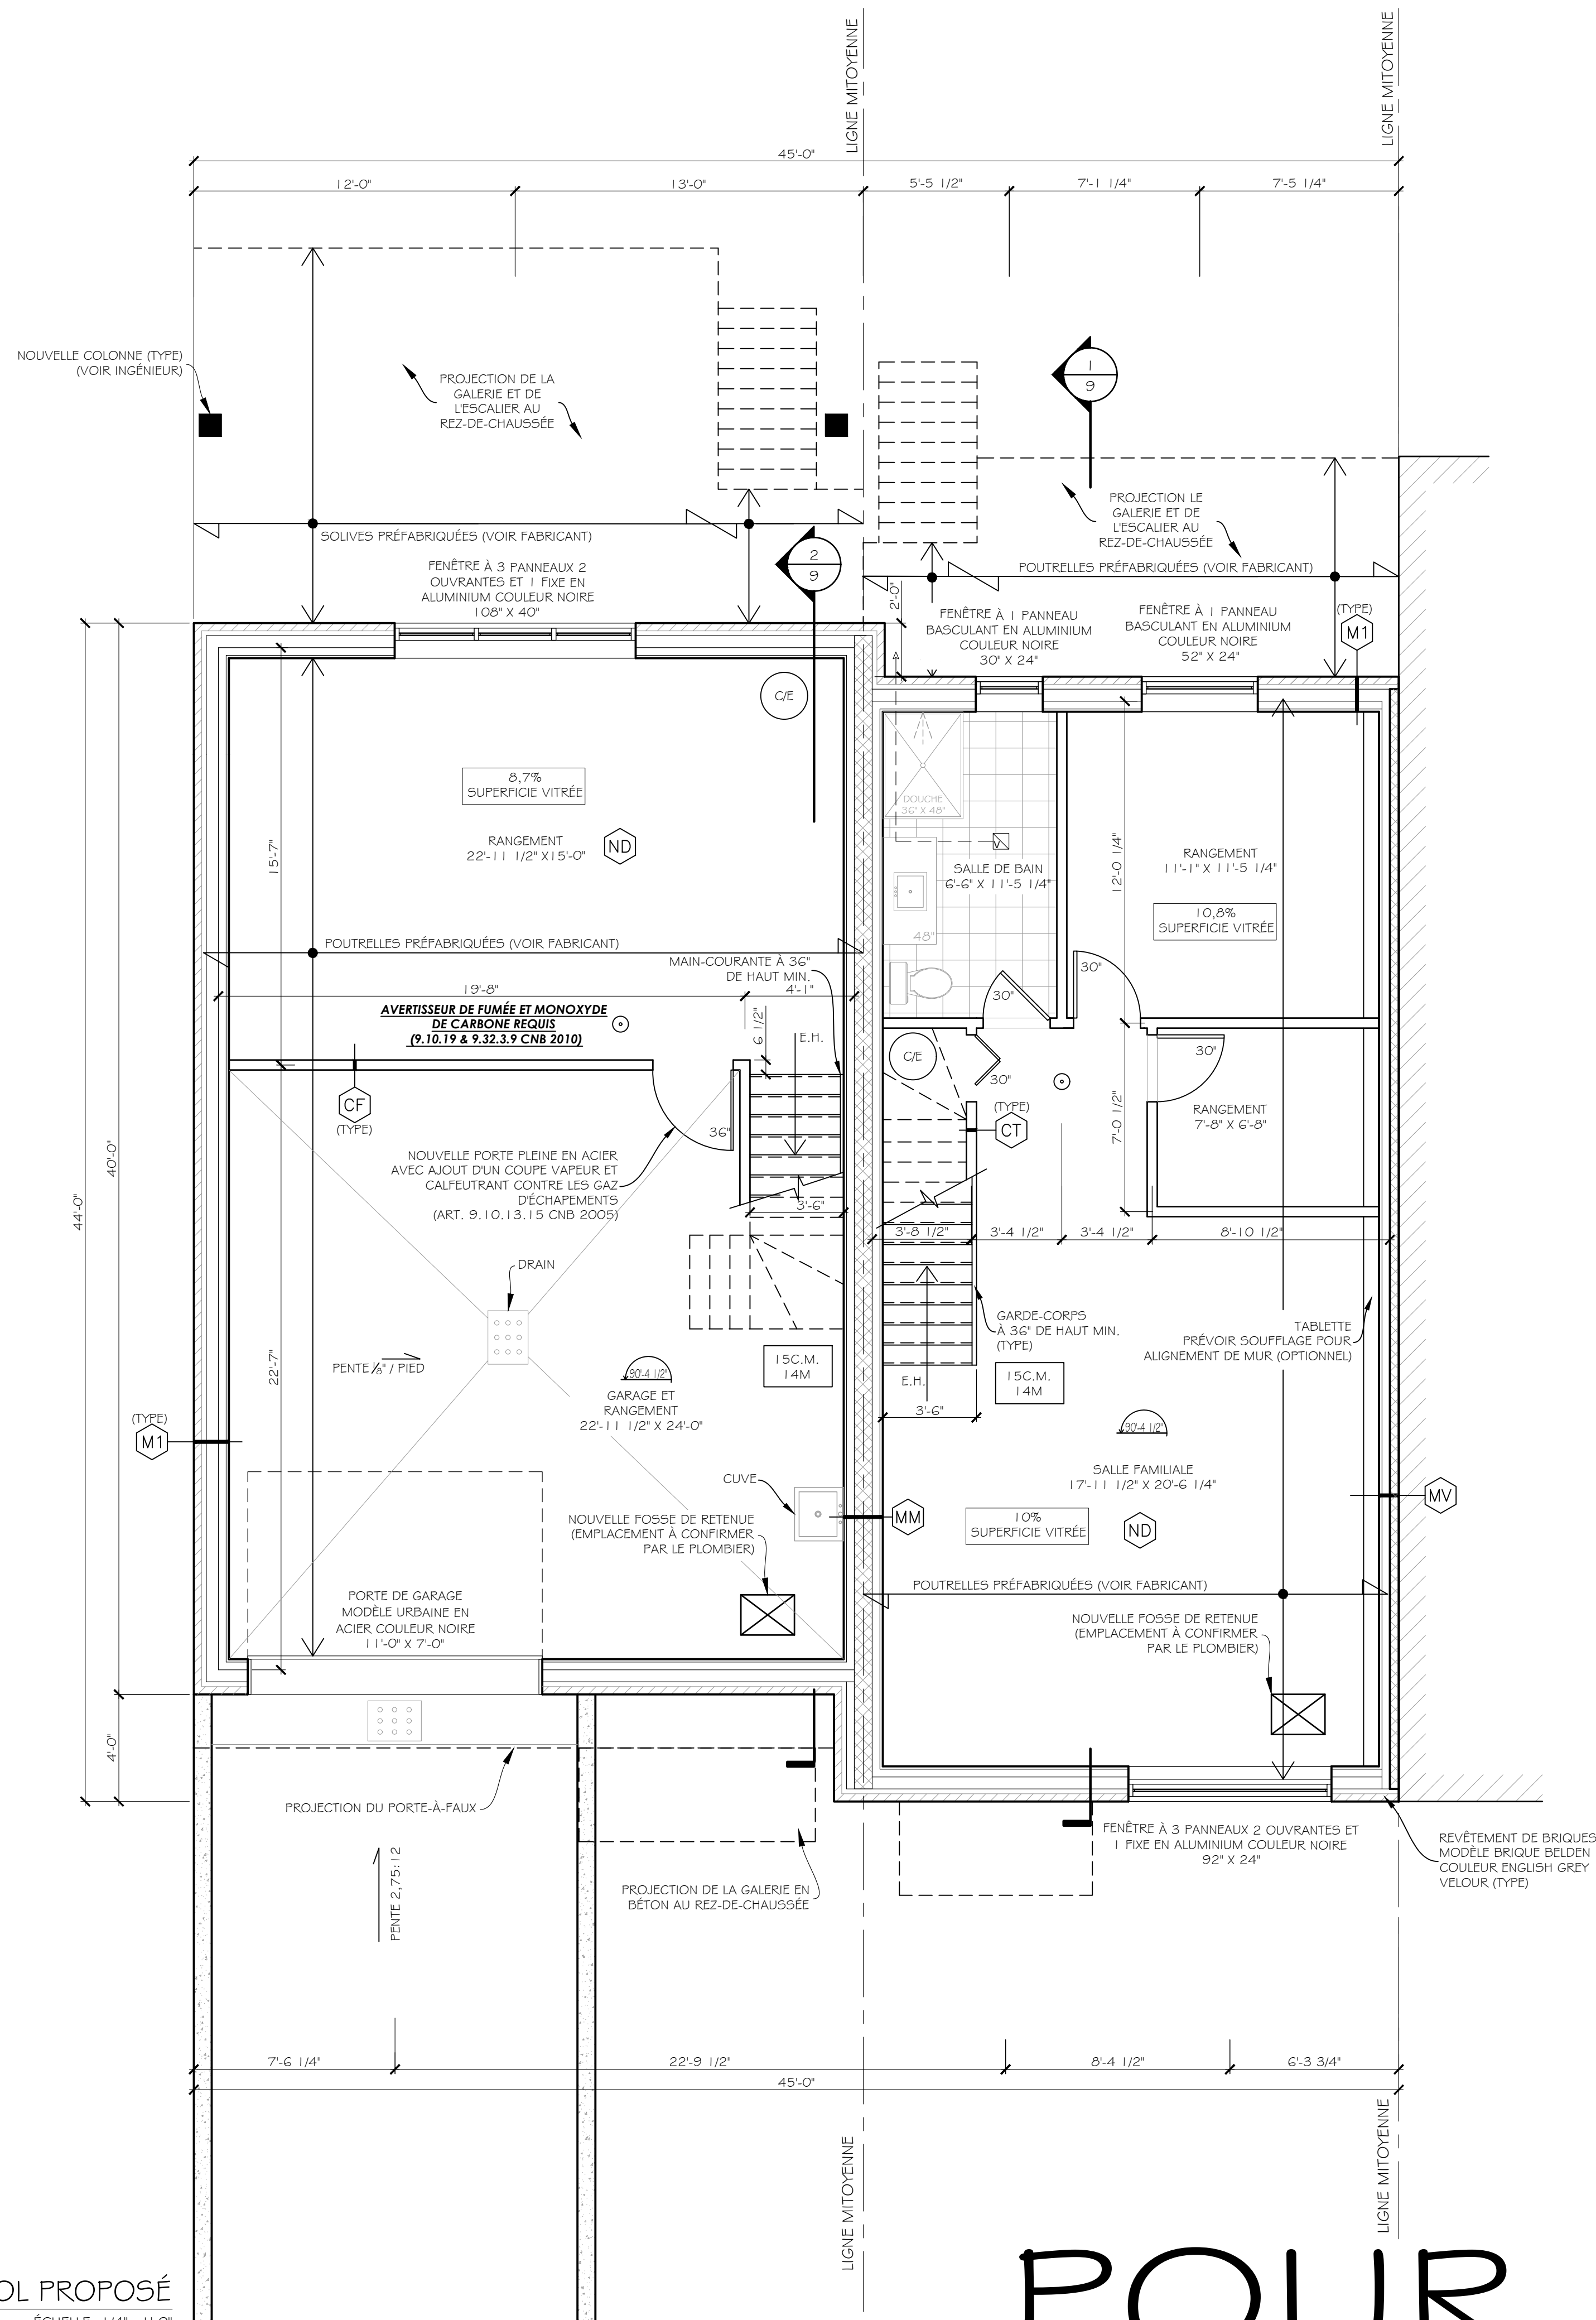 LIGNE MITOYENNE
LIGNE MITOYENNE
45'-0"
12'-0"
13'-0"
5'-5 1/2"
7'-1 1/4"
7'-5 1/4"
NOUVELLE COLONNE (TYPE)
(VOIR INGÉNIEUR)
PROJECTION DE LA
GALERIE ET DE
L'ESCALIER AU
REZ-DE-CHAUSSÉE
1
9
PROJECTION LE
GALERIE ET DE
L'ESCALIER AU
REZ-DE-CHAUSSÉE
SOLIVES PRÉFABRIQUÉES (VOIR FABRICANT)
POUTRELLES PRÉFABRIQUÉES (VOIR FABRICANT)
2
9
FENÊTRE À 3 PANNEAUX 2
OUVRANTES ET 1 FIXE EN
ALUMINIUM COULEUR NOIRE
108" X 40"
2'-0"
FENÊTRE À 1 PANNEAU
BASCULANT EN ALUMINIUM
COULEUR NOIRE
30" X 24"
FENÊTRE À 1 PANNEAU
BASCULANT EN ALUMINIUM
COULEUR NOIRE
52" X 24"
(TYPE)
M1
C/E
8,7%
SUPERFICIE VITRÉE
RANGEMENT
22'-11 1/2" X15'-0"
ND
15'-7"
DOUCHE
36" X 48"
V
SALLE DE BAIN
6'-6" X 11'-5 1/4"
48"
12'-0 1/4"
RANGEMENT
11'-1" X 11'-5 1/4"
10,8%
SUPERFICIE VITRÉE
POUTRELLES PRÉFABRIQUÉES (VOIR FABRICANT)
MAIN-COURANTE À 36"
DE HAUT MIN.
19'-8"
4'-1"
30"
30"
AVERTISSEUR DE FUMÉE ET MONOXYDE
DE CARBONE REQUIS
(9.10.19 & 9.32.3.9 CNB 2010)
6 1/2"
E.H.
C/E
30"
30"
CF
(TYPE)
36"
(TYPE)
CT
7'-0 1/2"
RANGEMENT
7'-8" X 6'-8"
NOUVELLE PORTE PLEINE EN ACIER
AVEC AJOUT D'UN COUPE VAPEUR ET
CALFEUTRANT CONTRE LES GAZ
D'ÉCHAPEMENTS
(ART. 9.10.13.15 CNB 2005)
3'-6"
3'-8 1/2"
3'-4 1/2"
3'-4 1/2"
8'-10 1/2"
40'-0"
44'-0"
DRAIN
22'-7"
PENTE 1/8" / PIED
90'-4 1/2"
GARAGE ET
RANGEMENT
22'-11 1/2" X 24'-0"
15C.M.
14M
GARDE-CORPS
À 36" DE HAUT MIN.
(TYPE)
TABLETTE
PRÉVOIR SOUFFLAGE POUR
ALIGNEMENT DE MUR (OPTIONNEL)
E.H.
15C.M.
14M
3'-6"
90'-4 1/2"
(TYPE)
M1
SALLE FAMILIALE
17'-11 1/2" X 20'-6 1/4"
CUVE
MM
MV
10%
SUPERFICIE VITRÉE
ND
NOUVELLE FOSSE DE RETENUE
(EMPLACEMENT À CONFIRMER
PAR LE PLOMBIER)
POUTRELLES PRÉFABRIQUÉES (VOIR FABRICANT)
PORTE DE GARAGE
MODÈLE URBAINE EN
ACIER COULEUR NOIRE
11'-0" X 7'-0"
NOUVELLE FOSSE DE RETENUE
(EMPLACEMENT À CONFIRMER
PAR LE PLOMBIER)
4'-0"
PROJECTION DU PORTE-À-FAUX
FENÊTRE À 3 PANNEAUX 2 OUVRANTES ET
1 FIXE EN ALUMINIUM COULEUR NOIRE
92" X 24"
REVÊTEMENT DE BRIQUES
MODÈLE BRIQUE BELDEN
COULEUR ENGLISH GREY
VELOUR (TYPE)
PENTE 2,75:12
PROJECTION DE LA GALERIE EN
BÉTON AU REZ-DE-CHAUSSÉE
7'-6 1/4"
22'-9 1/2"
8'-4 1/2"
6'-3 3/4"
45'-0"
LIGNE MITOYENNE
LIGNE MITOYENNE
OL PROPOSÉ
POUR